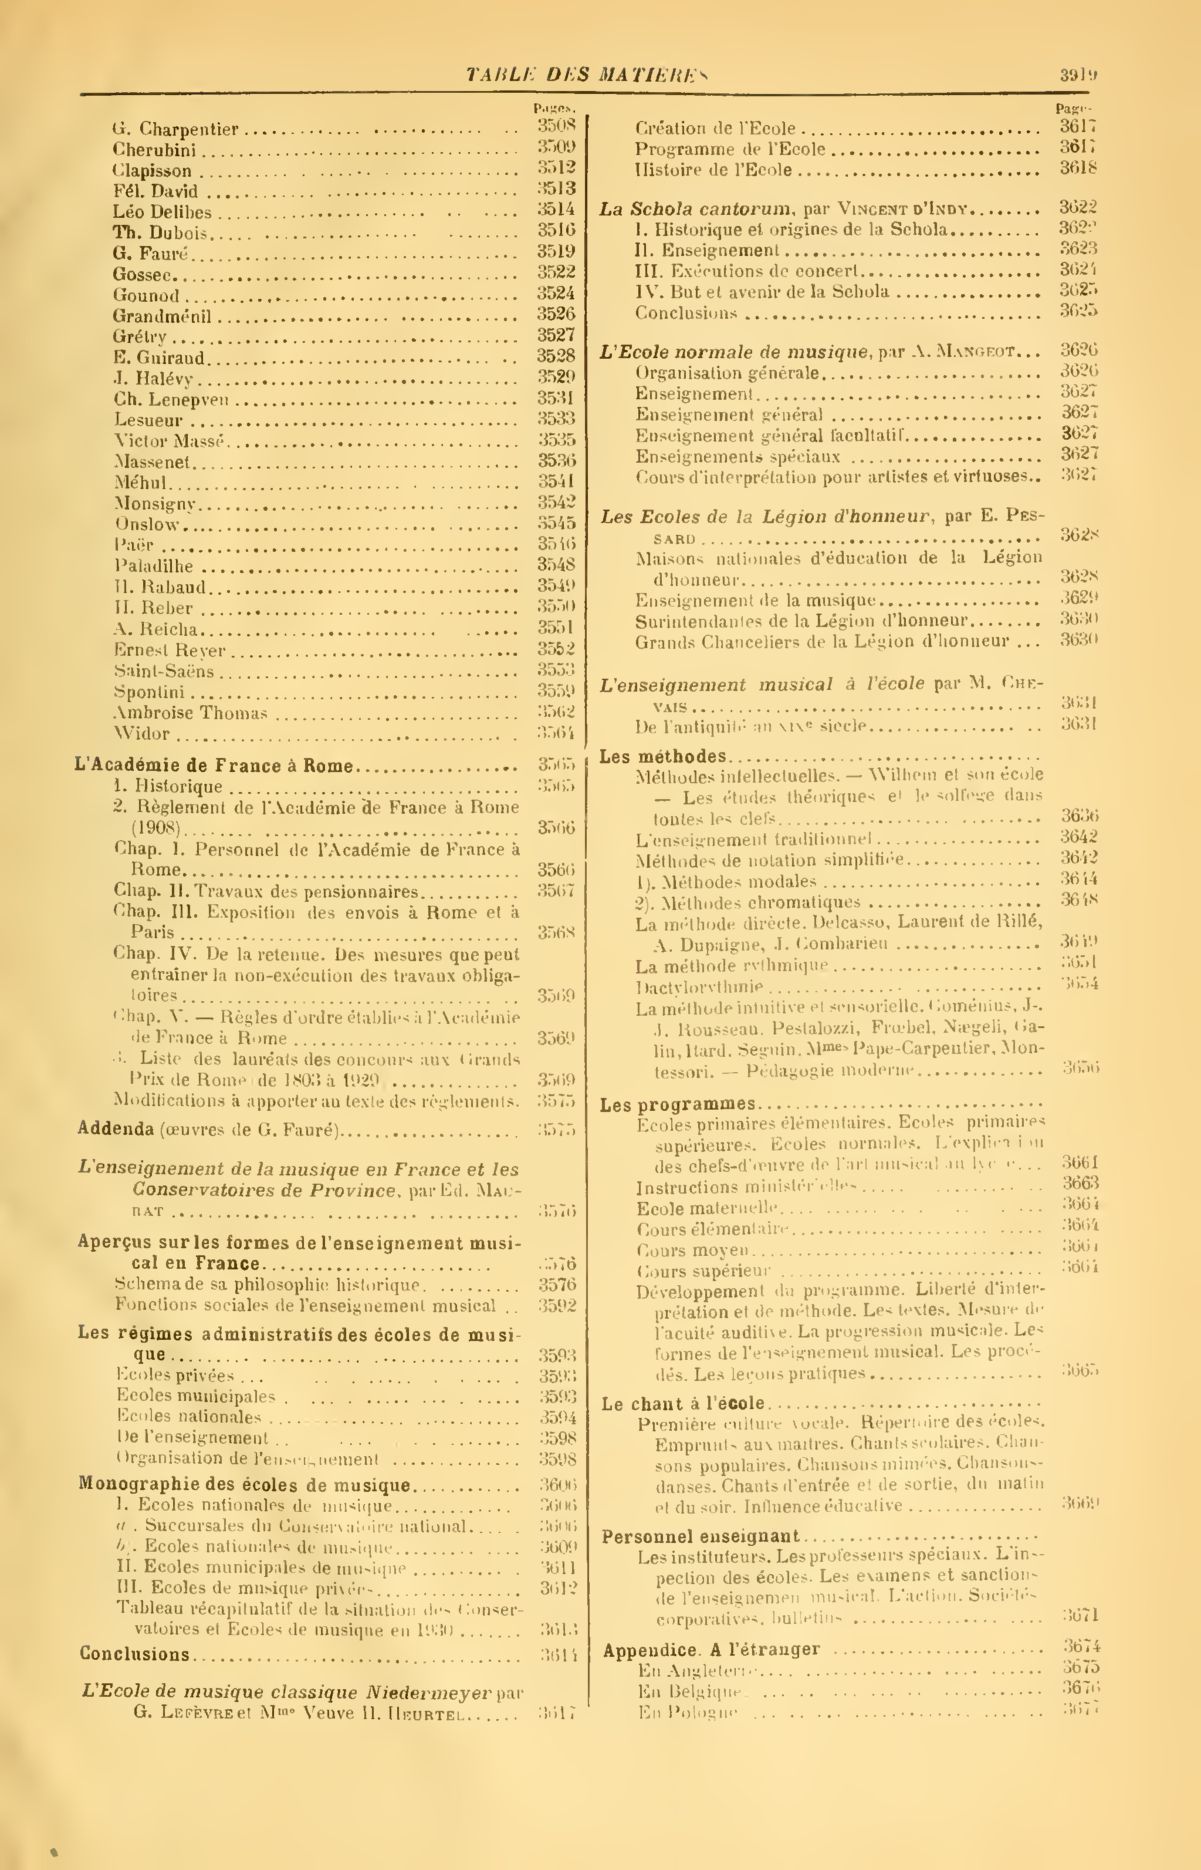 TABLE DES MATIÈRES 3919
Pages.
G. Charpentier 3508
Cherubini 3509
Clapisson 3512
Fél. David 3513
Léo Delibes 3514
Th. Dubois 3516
G. Fauré 3519
Gossec 3522
Gounod 3524
Grandménil 3526
Grétry 3527
E. Guiraud 3528
J. Halévy 3529
Ch. Lenepveu 3531
Lesueur 3533
Victor Massé 3535
Massenet 3536
Méhul 3541
Monsigny 3542
Onslow 3545
Paër 3546
Paladilhe 3548
H. Rabaud 3549
H. Reber 3550
A. Reicha 3551
Ernest Reyer 3552
Saint-Saëns 3553
Spontini 3559
Ambroise Thomas 3562
Widor 3564
L'Académie de France à Rome 3565
1. Historique 3565
2. Règlement de l'Académie de France à Rome
(1908) 3566
Chap. I. Personnel de l'Académie de France à
Rome 3566
Chap. II. Travaux des pensionnaires 3567
Chap. III. Exposition des envois à Rome et à
Paris 3568
Chap. IV. De la retenue. Des mesures que peut
entraîner la non-exécution des travaux obliga-
toires 3569
Chap. V. — Règles d'ordre établies à l'Académie
de France à Rome 3569
3. Liste des lauréats des concours aux Grands
Prix de Rome de 1803 à 1929 3569
Modifications à apporter au texte des règlements. 3575
Addenda (œuvres de G. Fauré) 3575
L'enseignement de la musique en France et les
Conservatoires de Province, par Ed. MAU-
RAT 3576
Aperçus sur les formes de l'enseignement musi-
cal en France 3576
Schema de sa philosophie historique 3576
Fonctions sociales de l'enseignement musical 3592
Les régimes administratifs des écoles de musi-
que 3593
Ecoles privées 3593
Ecoles municipales 3593
Ecoles nationales 3594
De l'enseignement 3598
Organisation de l'enseignement 3598
Monographie des écoles de musique 3606
I. Ecoles nationales de musique 3606
a). Succursales du Conservatoire national 3606
b). Ecoles nationales de musique 3609
II. Ecoles municipales de musique 3611
III. Ecoles de musique privées 3612
Tableau récapitulatif de la situation des Conser-
vatoires et Ecoles de musique en 1930 3613
Conclusions 3614
L'Ecole de musique classique Niedermeyer par
G. LEFÈVRE et Mme Veuve H. HEURTEL 3617
Pages
Création de l'Ecole 3617
Programme de l'Ecole 3617
Histoire de l'Ecole 3618
La Schola cantorum, par VINCENT D'INDY 3622
I. Historique et origines de la Schola 3622
II. Enseignement 3623
III. Exécutions de concert 3624
IV. But et avenir de la Schola 3625
Conclusions 3625
L'Ecole normale de musique, par A. MANGEOT 3626
Organisation générale 3626
Enseignement 3627
Enseignement général 3627
Enseignement général facultatif 3627
Enseignements spéciaux 3627
Cours d'interprétation pour artistes et virtuoses 3627
Les Ecoles de la Légion d'honneur, par E. PES-
SARD 3628
Maisons nationales d'éducation de la Légion
d'honneur 3628
Enseignement de la musique 3629
Surintendantes de la Légion d'honneur 3630
Grands Chanceliers de la Légion d'honneur 3630
L'enseignement musical à l'école par M. CHE-
VAIS 3631
De l'antiquité au XIXe siècle 3631
Les méthodes
Méthodes intellectuelles. — Wilhem et son école
— Les études théoriques et le solfège dans
toutes les clefs 3636
L'enseignement traditionnel 3642
Méthodes de notation simplifiée 3642
1). Méthodes modales 3644
2). Méthodes chromatiques 3648
La méthode directe. Delcasso, Laurent de Rillé,
A. Dupaigne, J. Combarieu 3649
La méthode rythmique 3651
Dactylorythmie 3654
La méthode intuitive et sensorielle. Coménius, J.-
J. Rousseau, Pestalozzi, Frœbel, Nægeli, Ga-
lin, Itard, Seguin, Mmes Pape-Carpentier, Mon-
tessori. — Pédagogie moderne 3656
Les programmes
Ecoles primaires élémentaires. Ecoles primaires
supérieures. Ecoles normales. L'explication
des chefs-d'œuvre de l'art musical au lycée 3661
Instructions ministérielles 3663
Ecole maternelle 3664
Cours élémentaire 3664
Cours moyen 3664
Cours supérieur 3664
Développement du programme. Liberté d'inter-
prétation et de méthode. Les textes. Mesure de
l'acuité auditive. La progression musicale. Les
formes de l'enseignement musical. Les procé-
dés. Les leçons pratiques 3665
Le chant à l'école
Première culture vocale. Répertoire des écoles.
Emprunts aux maîtres. Chants scolaires. Chan-
sons populaires. Chansons mimées. Chansons-
danses. Chants d'entrée et de sortie, du matin
et du soir. Influence éducative 3669
Personnel enseignant
Les instituteurs. Les professeurs spéciaux. L'ins-
pection des écoles. Les examens et sanctions
de l'enseignement musical. L'action. Sociétés
corporatives, bulletins 3671
Appendice. A l'étranger 3674
En Angleterre 3675
En Belgique 3676
En Pologne 3677